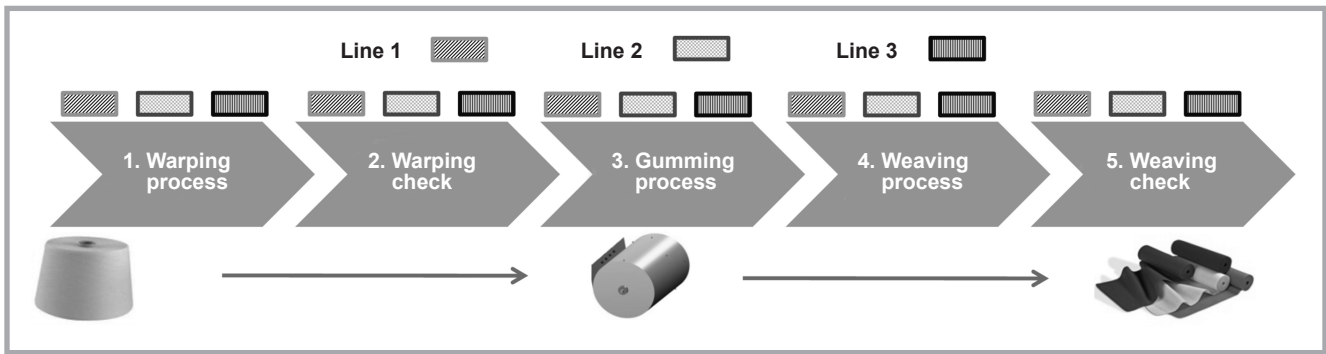 Line 1 Line 2 Line 3
1. Warping
process
2. Warping
check
3. Gumming
process
4. Weaving
process
5. Weaving
check